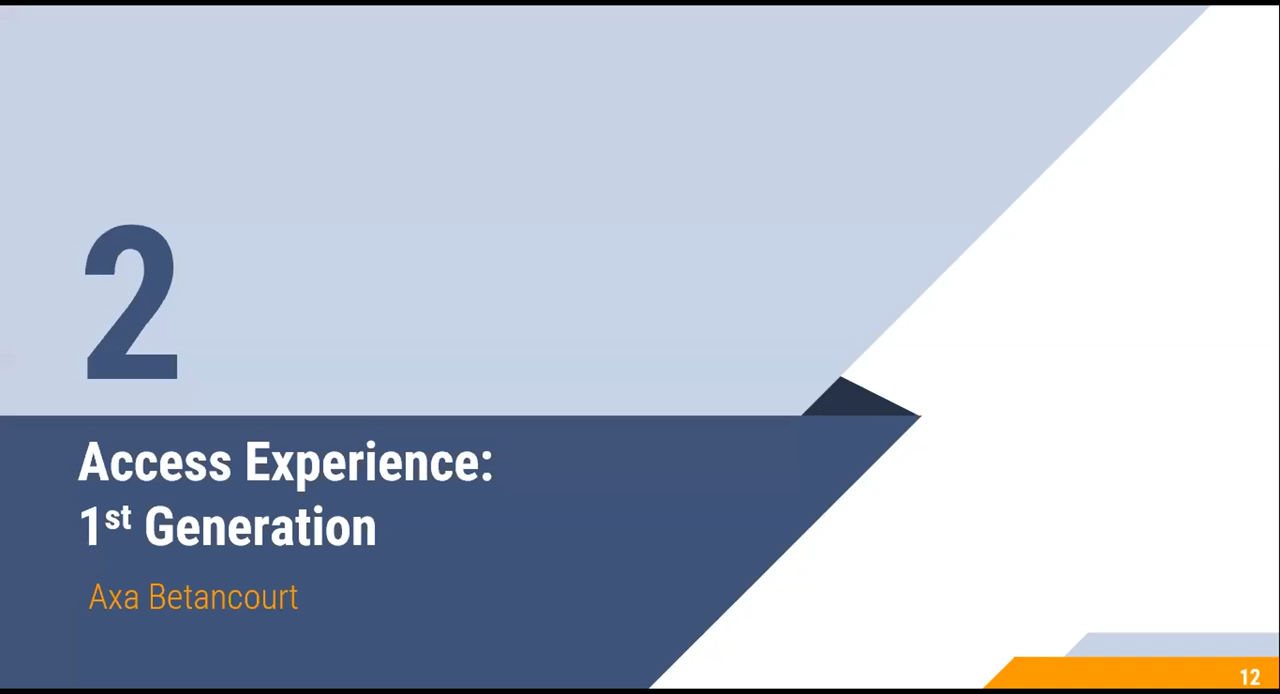 2
Access Experience:
1st Generation
Axa Betancourt
12